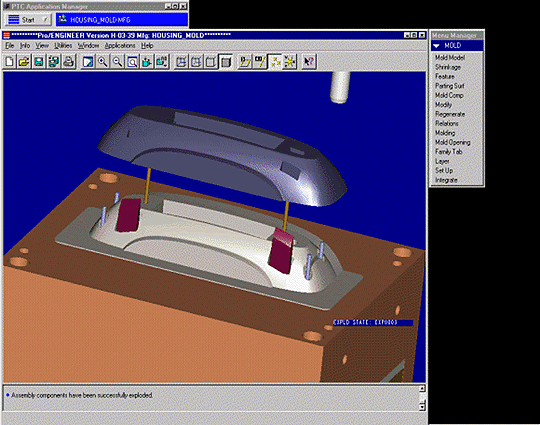 PTC Application Manager
Start
HOUSING_MOLD.MFG
**********Pro/ENGINEER Version H-03-39 Mfg: HOUSING_MOLD**********
File Info View Utilities Window Applications Help
Menu Manager
MOLD
Mold Model
Shrinkage
Feature
Parting Surf
Mold Comp
Modify
Regenerate
Relations
Molding
Mold Opening
Family Tab
Layer
Set Up
Integrate
EXPLD STATE: EXP0003
Assembly components have been successfully exploded.